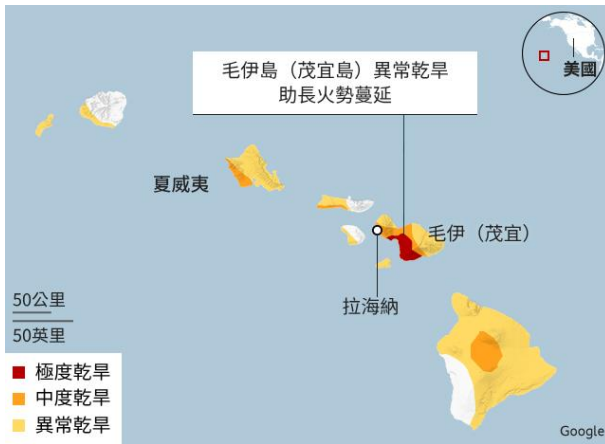 美國
毛伊島（茂宜島）異常乾旱
助長火勢蔓延
夏威夷
毛伊（茂宜）
拉海納
50公里
50英里
極度乾旱
中度乾旱
異常乾旱
Google